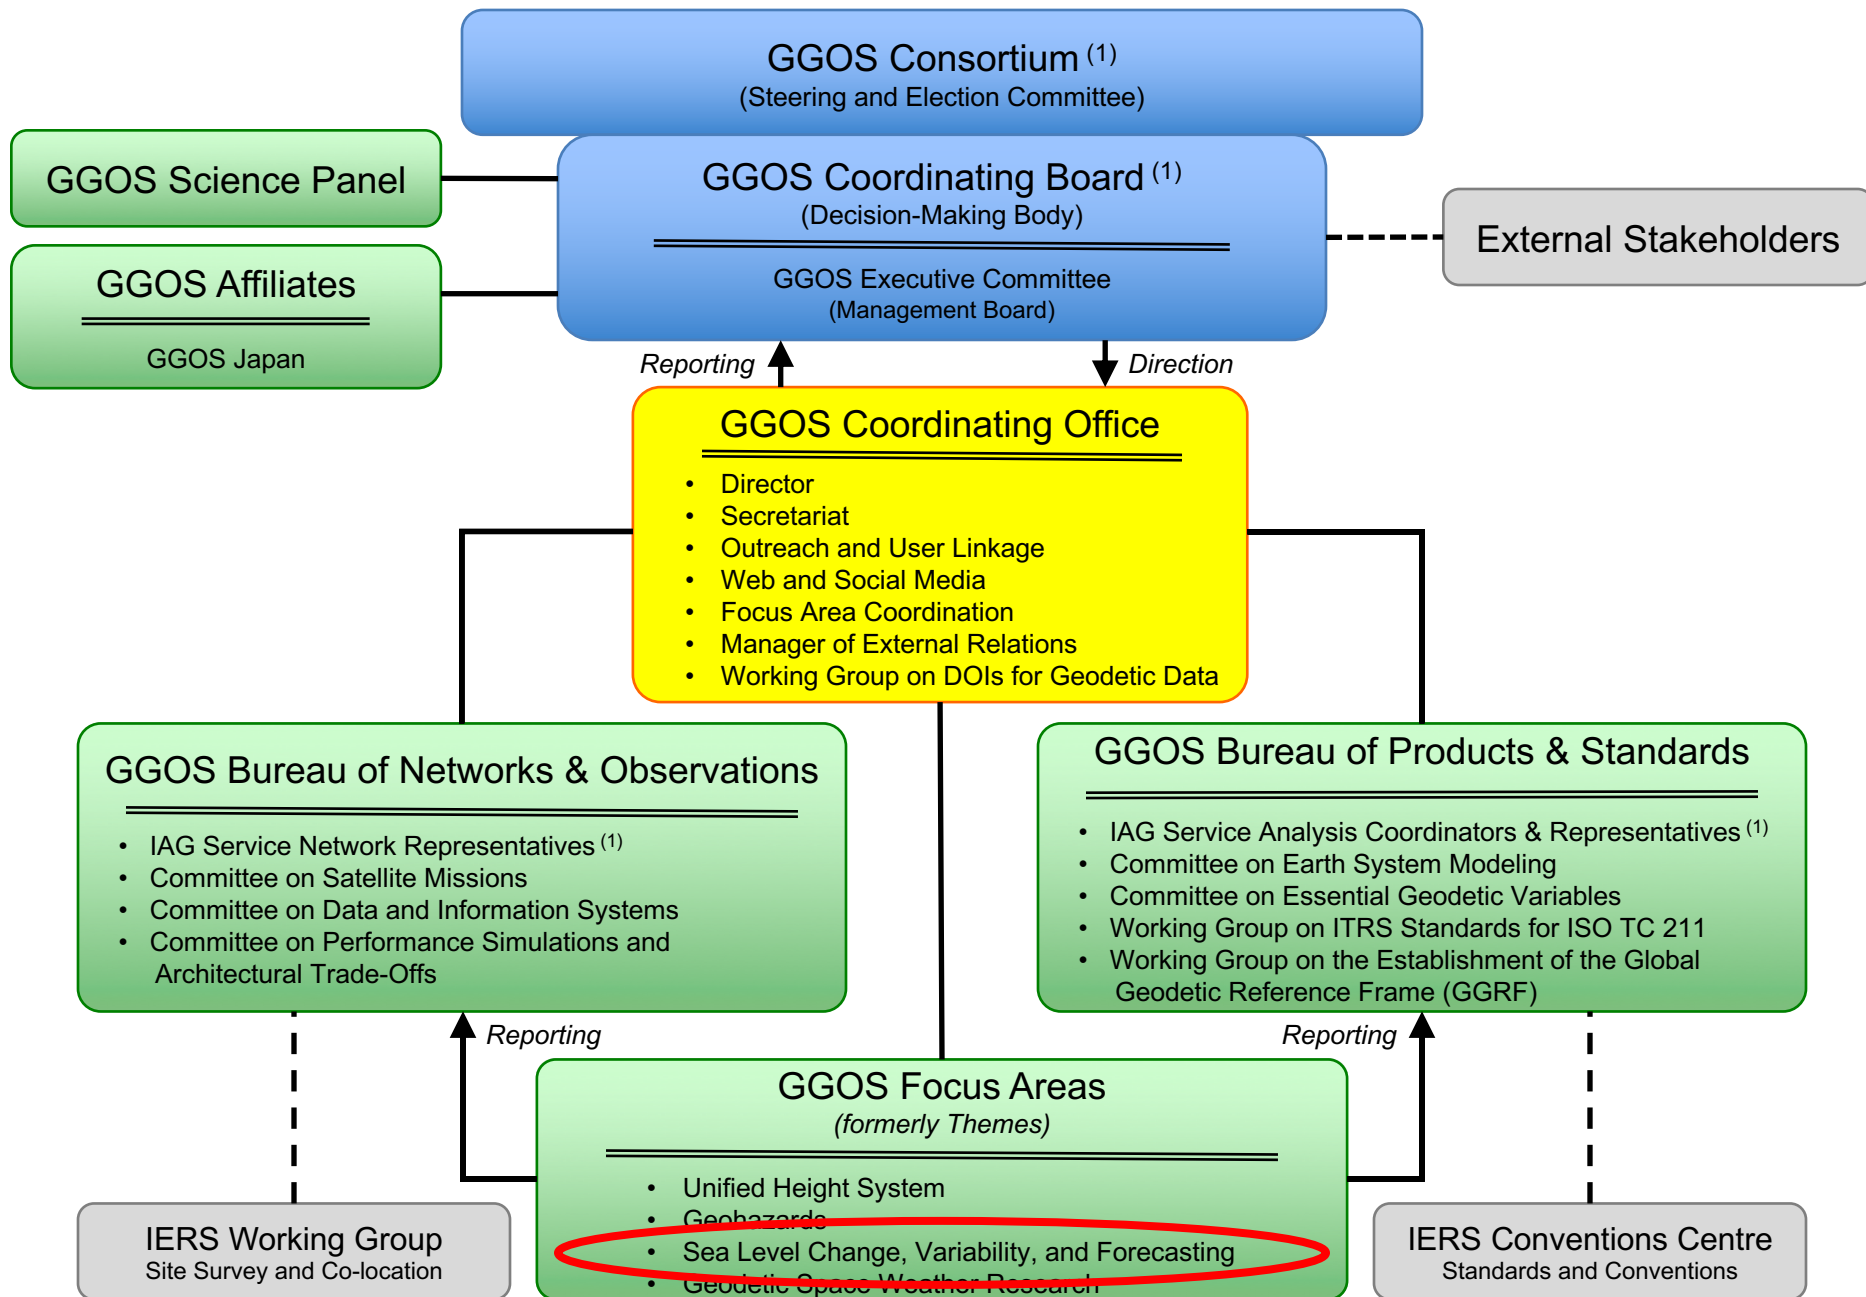 GGOS Consortium (1)
(Steering and Election Committee)
GGOS Science Panel
GGOS Coordinating Board (1)
(Decision-Making Body)
GGOS Executive Committee
(Management Board)
External Stakeholders
GGOS Affiliates
GGOS Japan
Reporting
Direction
GGOS Coordinating Office
• Director
• Secretariat
• Outreach and User Linkage
• Web and Social Media
• Focus Area Coordination
• Manager of External Relations
• Working Group on DOIs for Geodetic Data
GGOS Bureau of Networks & Observations
• IAG Service Network Representatives (1)
• Committee on Satellite Missions
• Committee on Data and Information Systems
• Committee on Performance Simulations and
Architectural Trade-Offs
GGOS Bureau of Products & Standards
• IAG Service Analysis Coordinators & Representatives (1)
• Committee on Earth System Modeling
• Committee on Essential Geodetic Variables
• Working Group on ITRS Standards for ISO TC 211
• Working Group on the Establishment of the Global
Geodetic Reference Frame (GGRF)
Reporting
Reporting
GGOS Focus Areas
(formerly Themes)
• Unified Height System
• Geohazards
• Sea Level Change, Variability, and Forecasting
• Geodetic Space Weather Research
IERS Working Group
Site Survey and Co-location
IERS Conventions Centre
Standards and Conventions